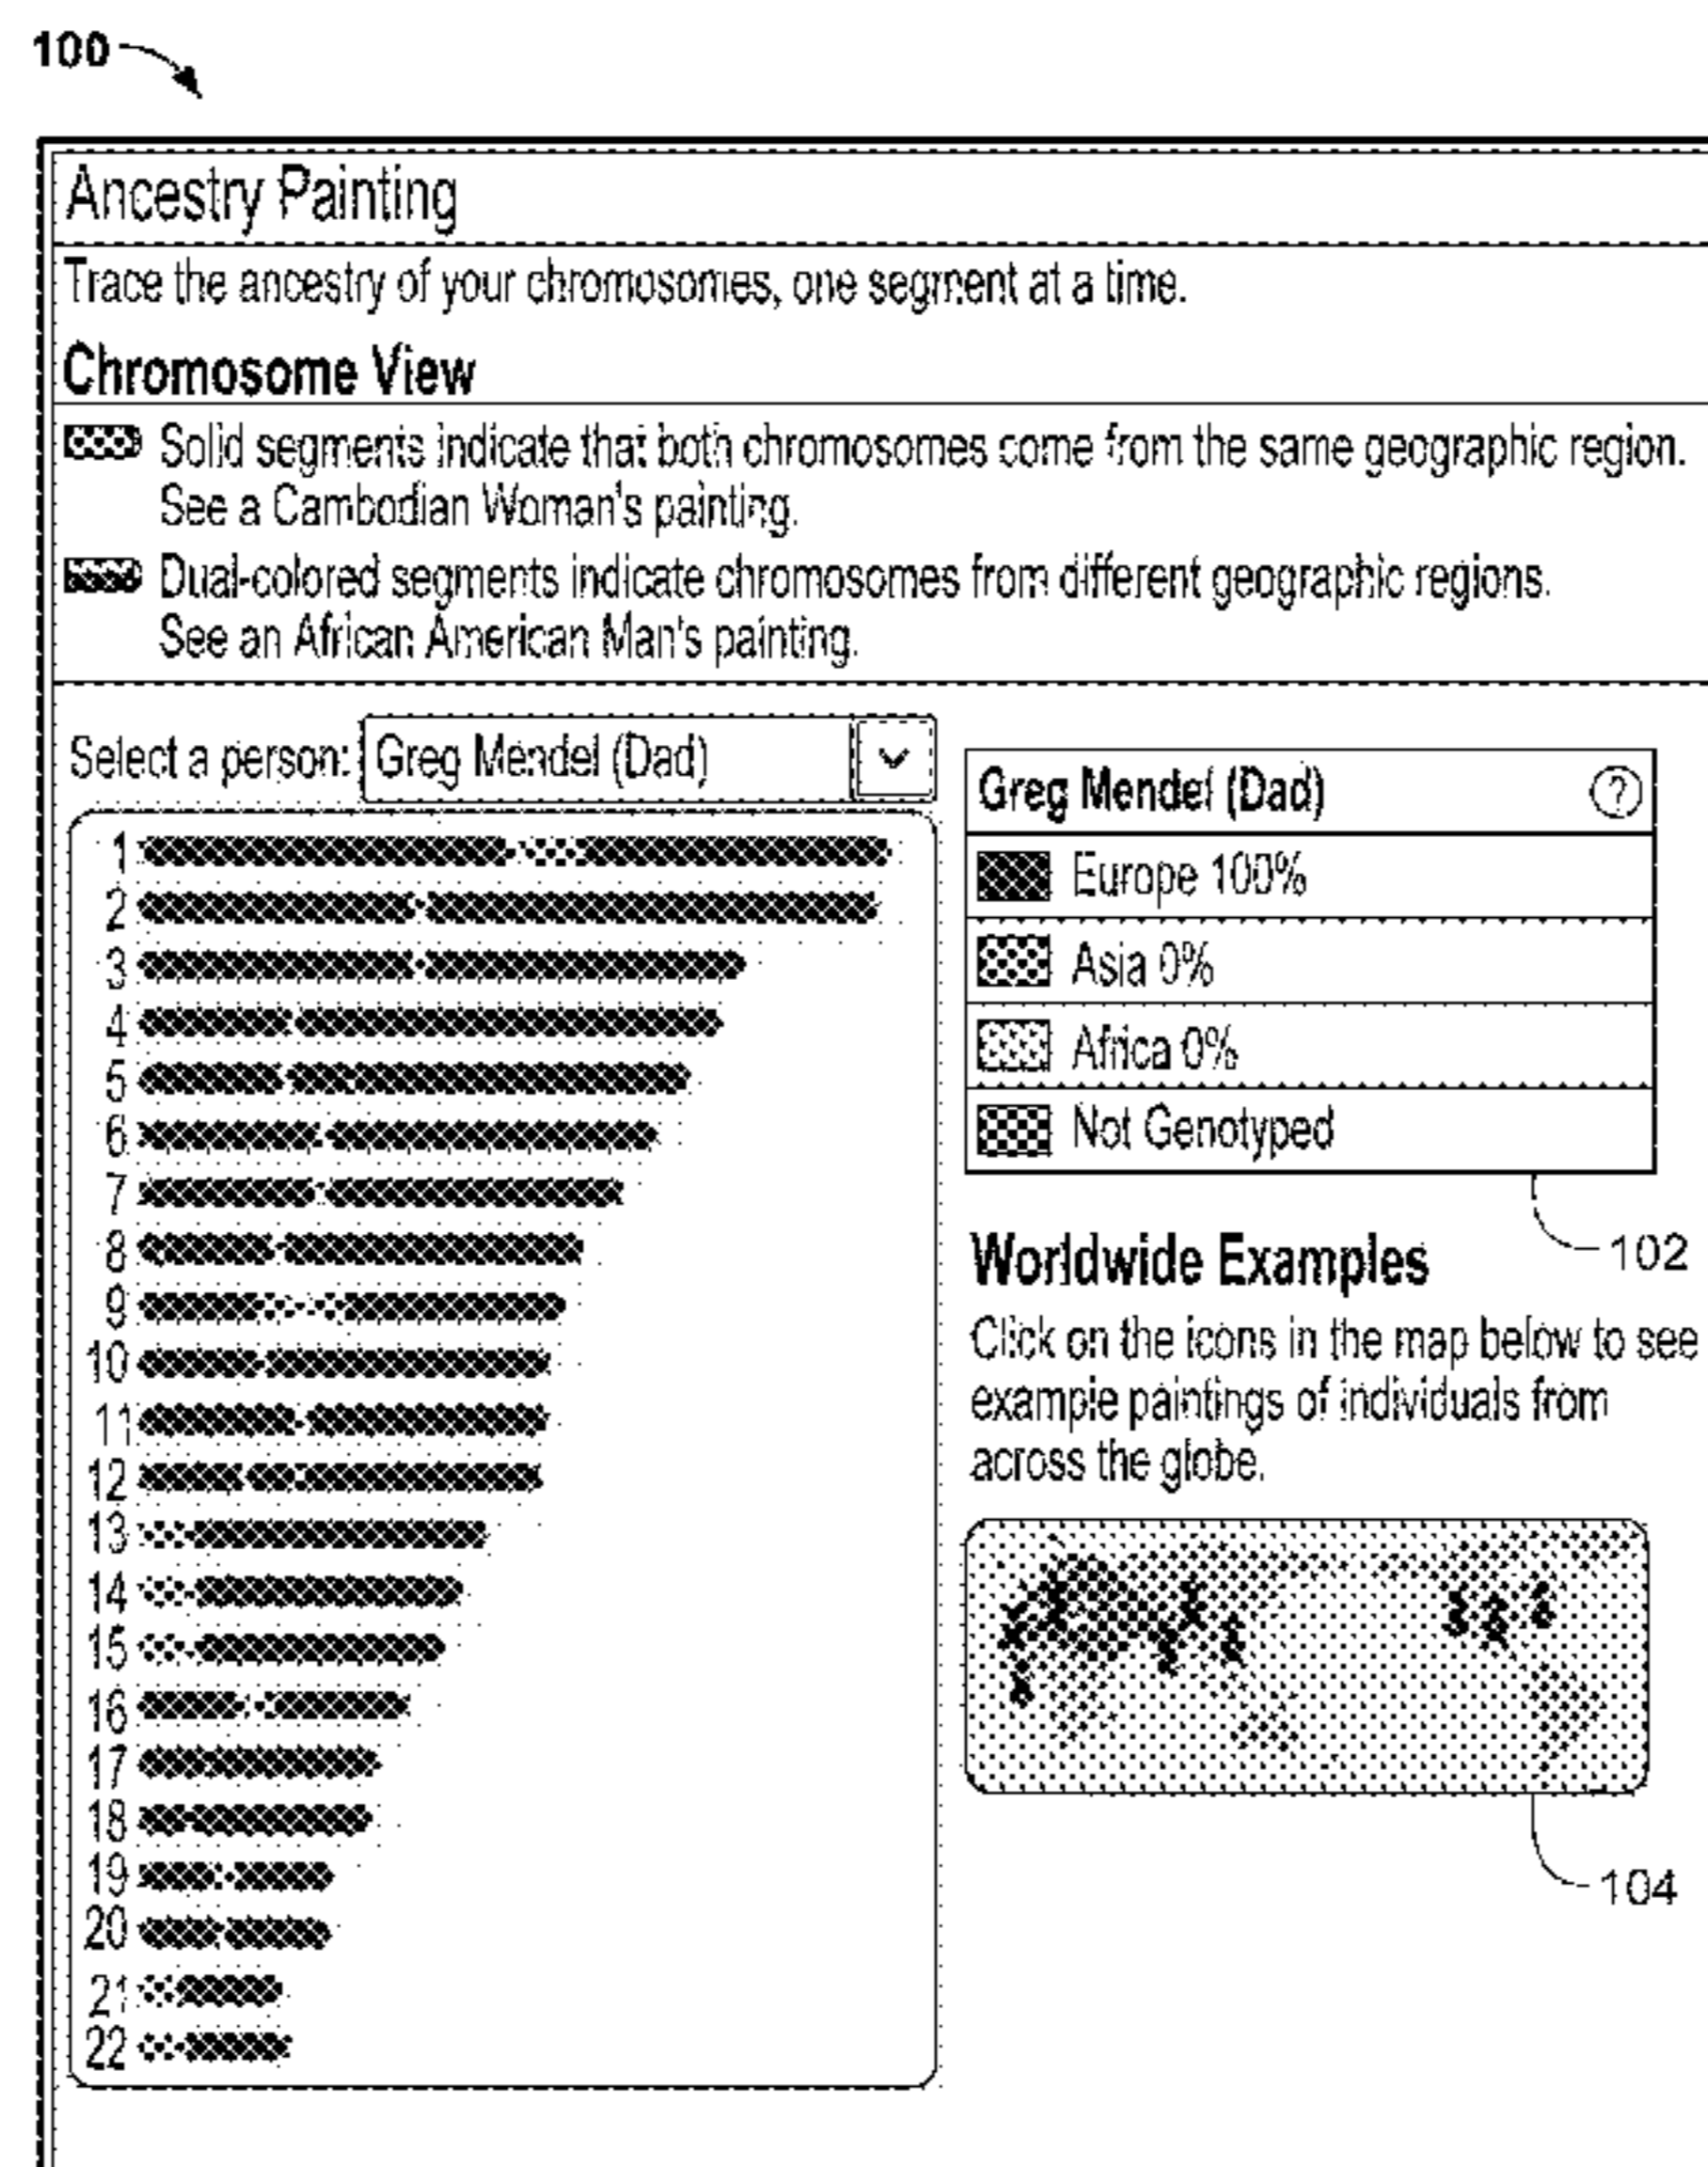 100
Ancestry Painting
Trace the ancestry of your chromosomes, one segment at a time.
Chromosome View
Solid segments indicate that both chromosomes come from the same geographic region.
See a Cambodian Woman's painting.
Dual-colored segments indicate chromosomes from different geographic regions.
See an African American Man's painting.
Select a person: Greg Mendel (Dad)
1
2
3
4
5
6
7
8
9
10
11
12
13
14
15
16
17
18
19
20
21
22
Greg Mendel (Dad) ?
Europe 100%
Asia 0%
Africa 0%
Not Genotyped
102
Worldwide Examples
Click on the icons in the map below to see
example paintings of individuals from
across the globe.
104